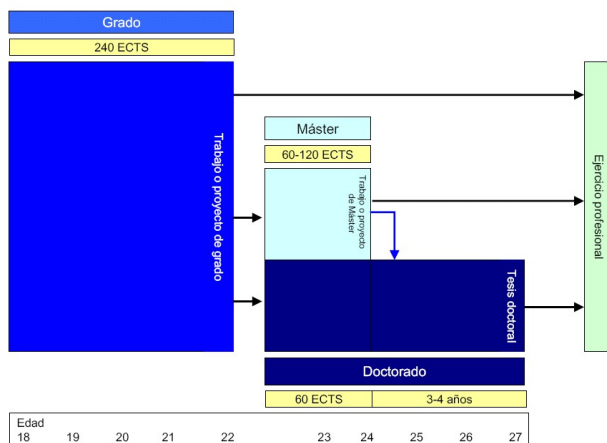 Grado
240 ECTS
Trabajo o proyecto de grado
Máster
60-120 ECTS
Trabajo o proyecto
de Máster
Ejercicio profesional
Tesis doctoral
Doctorado
60 ECTS
3-4 años
Edad
18 19 20 21 22 23 24 25 26 27